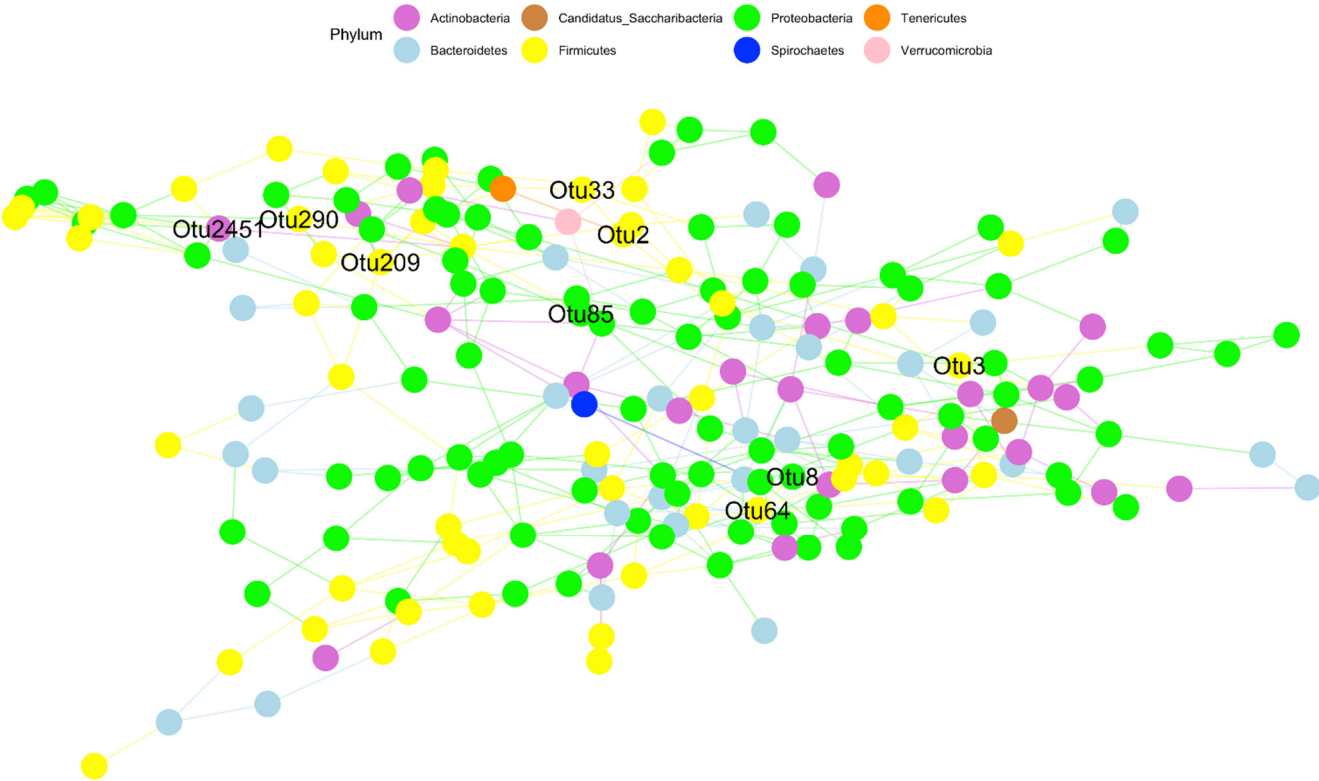 Phylum
Actinobacteria
Candidatus_Saccharibacteria
Proteobacteria
Tenericutes
Bacteroidetes
Firmicutes
Spirochaetes
Verrucomicrobia
Otu33
Otu2451
Otu290
Otu2
Otu209
Otu85
Otu3
Otu8
Otu64